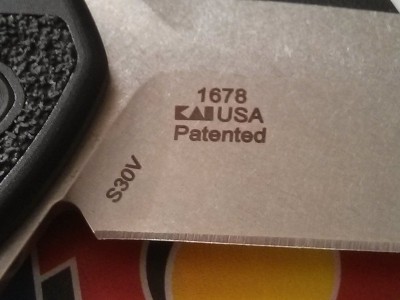 1678
KAI USA
Patented
S30V